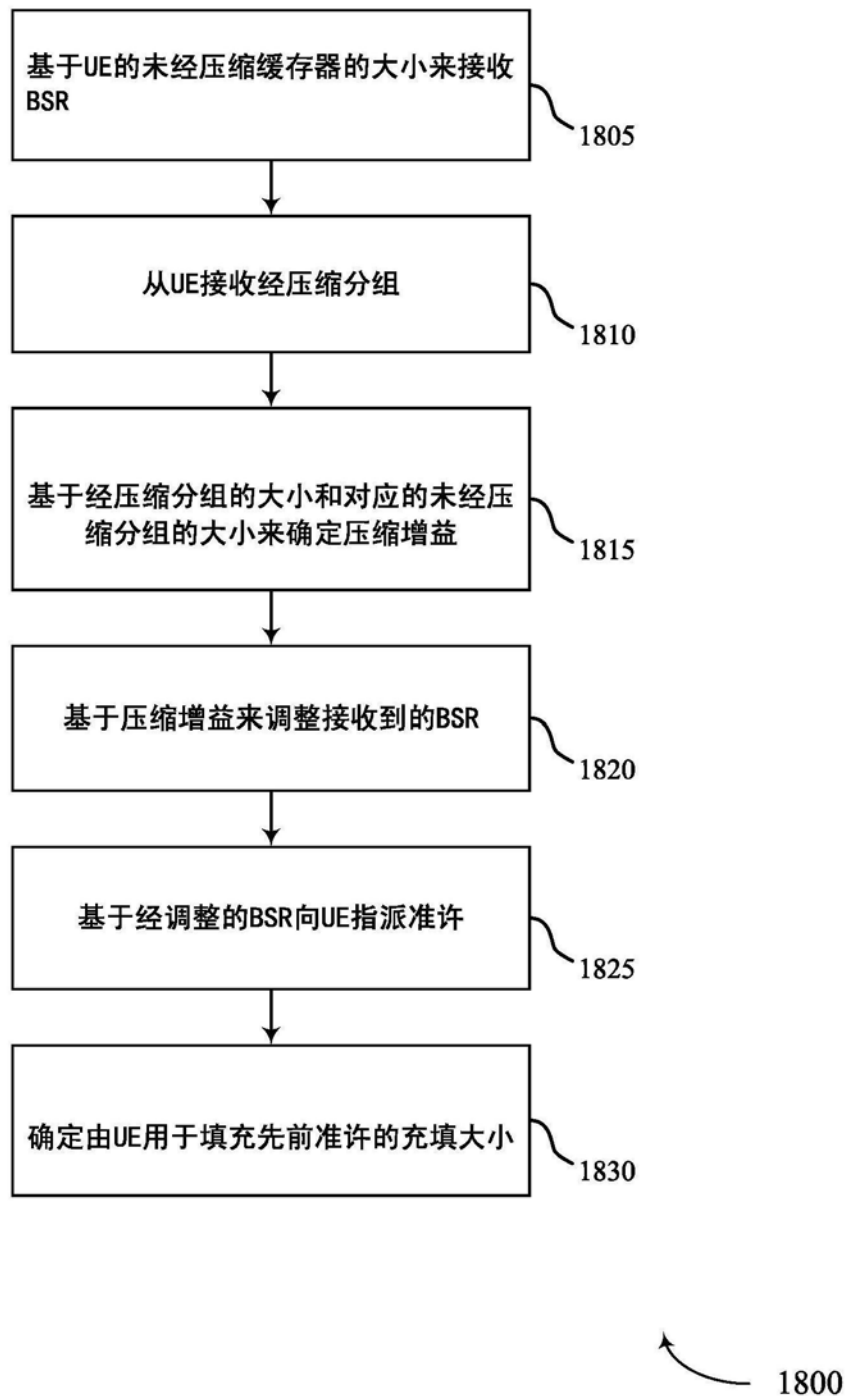 基于UE的未经压缩缓存器的大小来接收
BSR
1805
从UE接收经压缩分组
1810
基于经压缩分组的大小和对应的未经压
缩分组的大小来确定压缩增益
1815
基于压缩增益来调整接收到的BSR
1820
基于经调整的BSR向UE指派准许
1825
确定由UE用于填充先前准许的充填大小
1830
1800